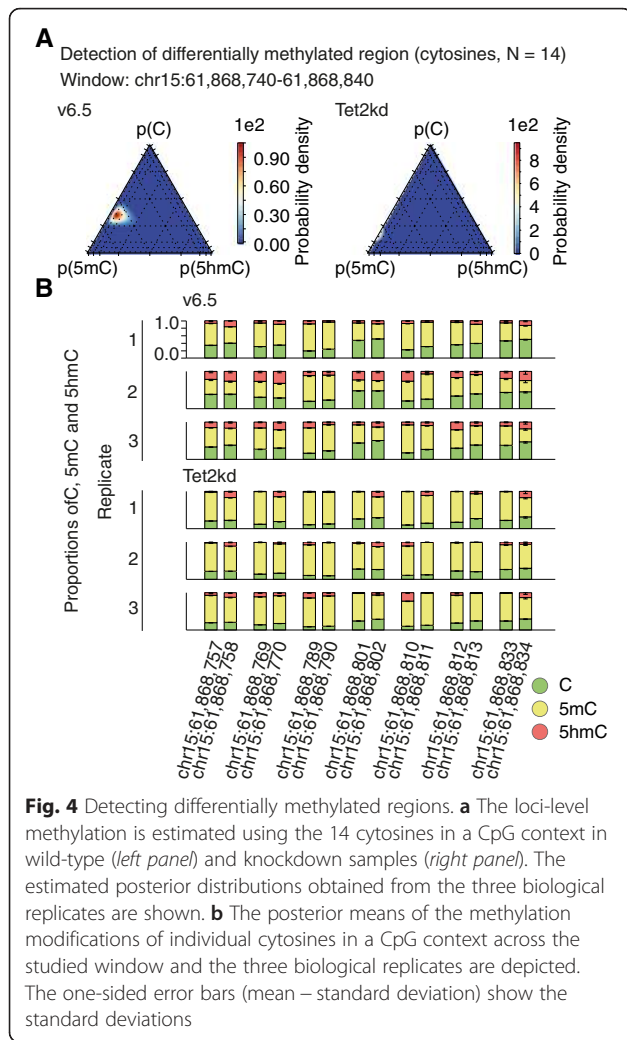 A
Detection of differentially methylated region (cytosines, N = 14)
Window: chr15:61,868,740-61,868,840
v6.5
Tet2kd
p(C)
1e2
0.90
0.60
0.30
0.00
Probability density
p(5mC)
p(5hmC)
p(C)
1e2
8
6
4
2
0
Probability density
p(5mC)
p(5hmC)
B
v6.5
Proportions ofC, 5mC and 5hmC
Replicate
1
1.0
0.0
2
3
Tet2kd
1
2
3
chr15:61,868,757
chr15:61,868,758
chr15:61,868,769
chr15:61,868,770
chr15:61,868,789
chr15:61,868,790
chr15:61,868,801
chr15:61,868,802
chr15:61,868,810
chr15:61,868,811
chr15:61,868,812
chr15:61,868,813
chr15:61,868,833
chr15:61,868,834
C
5mC
5hmC
Fig. 4 Detecting differentially methylated regions. a The loci-level
methylation is estimated using the 14 cytosines in a CpG context in
wild-type (left panel) and knockdown samples (right panel). The
estimated posterior distributions obtained from the three biological
replicates are shown. b The posterior means of the methylation
modifications of individual cytosines in a CpG context across the
studied window and the three biological replicates are depicted.
The one-sided error bars (mean – standard deviation) show the
standard deviations